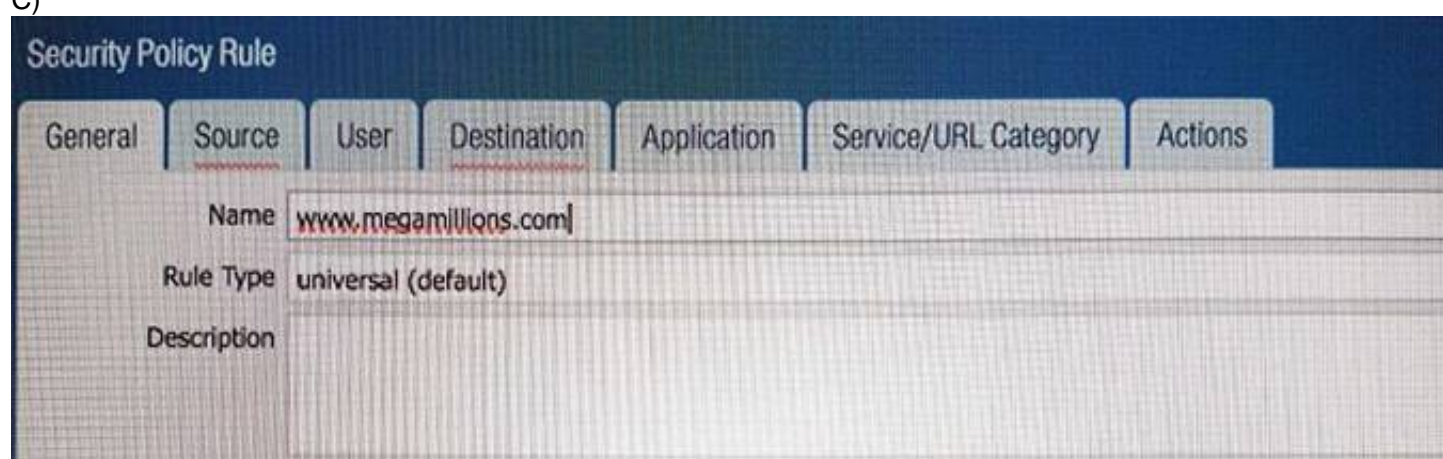 C)
Security Policy Rule
General Source User Destination Application Service/URL Category Actions
Name www.megamillions.com
Rule Type universal (default)
Description